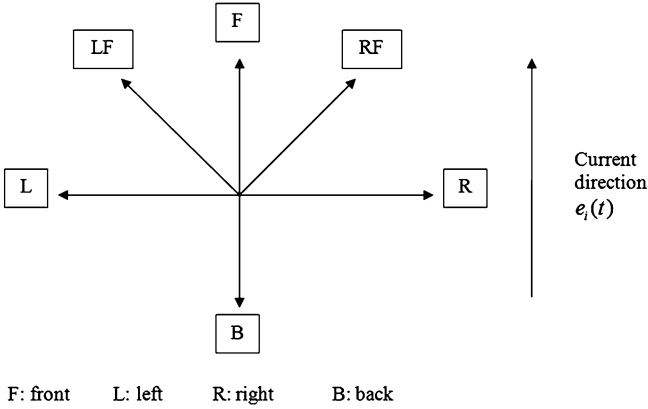 F
LF
RF
L
R
Current
direction
e_i(t)
B
F: front L: left R: right B: back